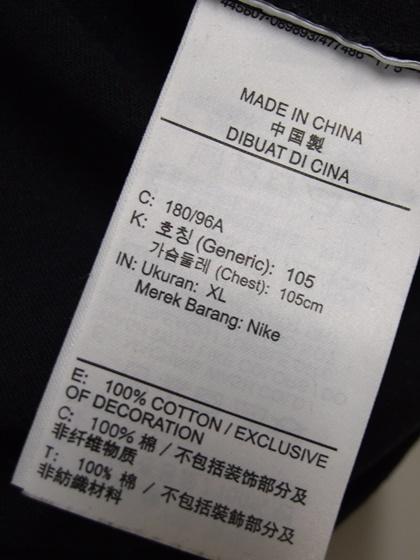 MADE IN CHINA
中国製
DIBUAT DI CINA
C: 180/96A
K: 호칭 (Generic): 105
가슴둘레 (Chest): 105cm
IN: Ukuran: XL
Merek Barang: Nike
E: 100% COTTON / EXCLUSIVE
OF DECORATION
C: 100% 棉 / 不包括装饰部分及
非纤维物质
T: 100% 棉 / 不包括裝飾部分及
非紡織材料